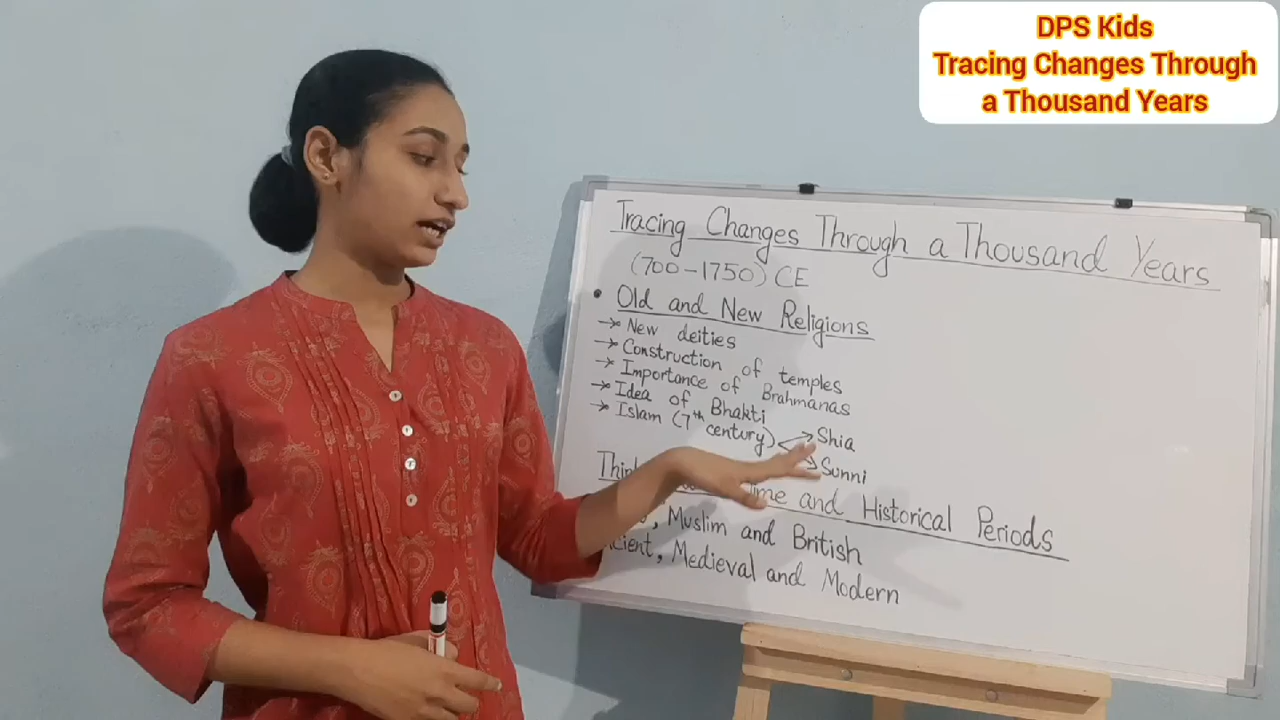 DPS Kids
Tracing Changes Through
a Thousand Years
Tracing Changes Through a Thousand Years
(700-1750) CE
• Old and New Religions
→ New deities
→ Construction of temples
→ Importance of Brahmanas
→ Idea of Bhakti
→ Islam (7th century) → Shia
→ Sunni
Time and Historical Periods
, Muslim and British
, Medieval and Modern